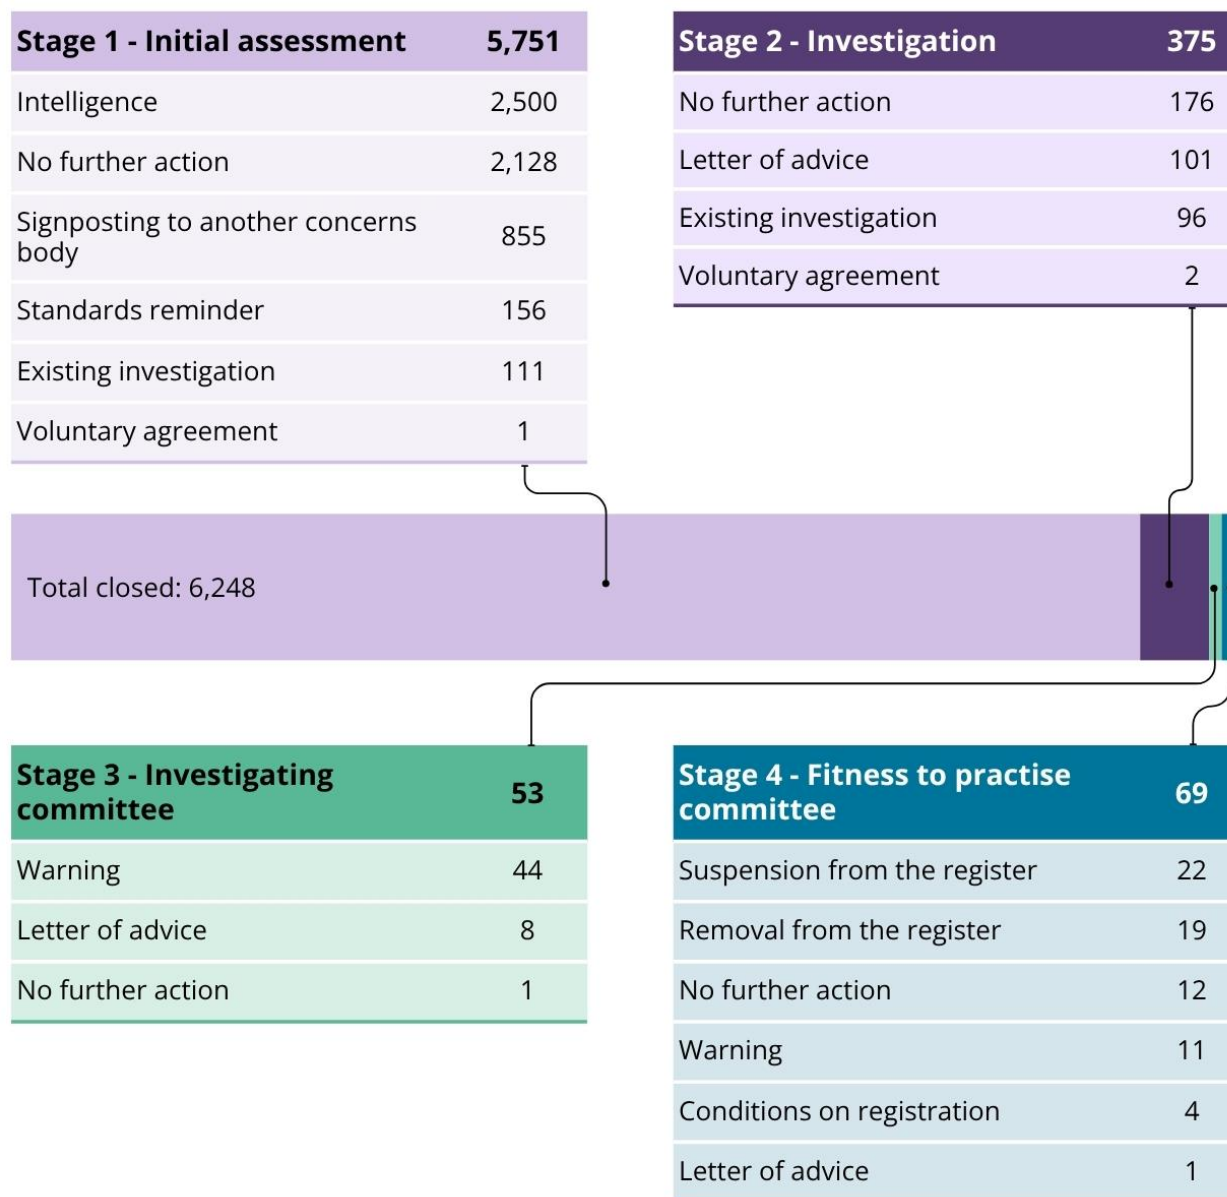 Stage 1 - Initial assessment 5,751
Intelligence 2,500
No further action 2,128
Signposting to another concerns
body 855
Standards reminder 156
Existing investigation 111
Voluntary agreement 1
Stage 2 - Investigation 375
No further action 176
Letter of advice 101
Existing investigation 96
Voluntary agreement 2
Total closed: 6,248
Stage 3 - Investigating
committee 53
Warning 44
Letter of advice 8
No further action 1
Stage 4 - Fitness to practise
committee 69
Suspension from the register 22
Removal from the register 19
No further action 12
Warning 11
Conditions on registration 4
Letter of advice 1